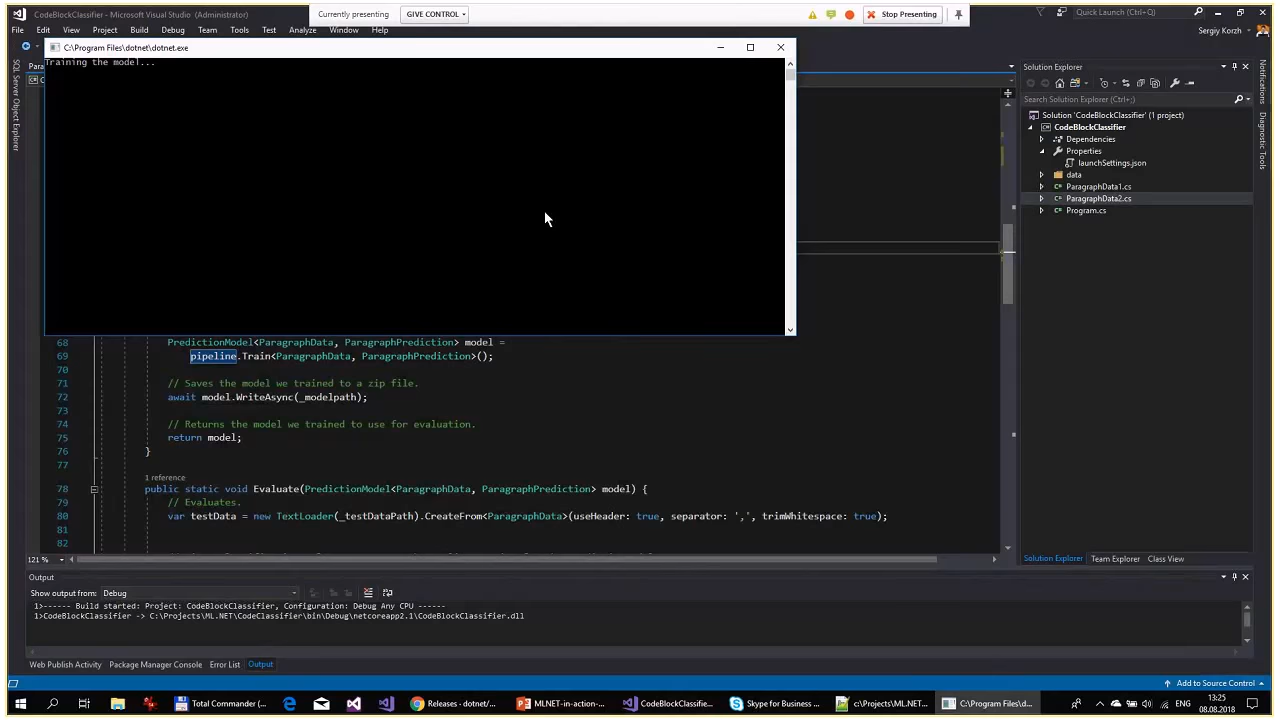 CodeBlockClassifier - Microsoft Visual Studio (Administrator)
Currently presenting
GIVE CONTROL
Stop Presenting
Quick Launch (Ctrl+Q)
File
Edit
View
Project
Build
Debug
Team
Tools
Test
Analyze
Window
Help
Sergiy Korzh
C:\Program Files\dotnet\dotnet.exe
Training the model...
SQL Server Object Explorer
Solution Explorer
Search Solution Explorer (Ctrl+;)
Solution 'CodeBlockClassifier' (1 project)
CodeBlockClassifier
Dependencies
Properties
launchSettings.json
data
ParagraphData1.cs
ParagraphData2.cs
Program.cs
Notifications
Diagnostic Tools
68 PredictionModel<ParagraphData, ParagraphPrediction> model =
69 pipeline.Train<ParagraphData, ParagraphPrediction>();
70
71 // Saves the model we trained to a zip file.
72 await model.WriteAsync(_modelpath);
73
74 // Returns the model we trained to use for evaluation.
75 return model;
76 }
77
1 reference
78 public static void Evaluate(PredictionModel<ParagraphData, ParagraphPrediction> model) {
79 // Evaluates.
80 var testData = new TextLoader(_testDataPath).CreateFrom<ParagraphData>(useHeader: true, separator: ',', trimWhitespace: true);
81
82
121 %
Solution Explorer
Team Explorer
Class View
Output
Show output from: Debug
1>------ Build started: Project: CodeBlockClassifier, Configuration: Debug Any CPU ------
1>CodeBlockClassifier -> C:\Projects\ML.NET\CodeClassifier\bin\Debug\netcoreapp2.1\CodeBlockClassifier.dll
Web Publish Activity
Package Manager Console
Error List
Output
Add to Source Control
Total Commander (...
Releases - dotnet/...
MLNET-in-action-...
CodeBlockClassifie...
Skype for Business ...
c:\Projects\ML.NE...
C:\Program Files\d...
ENG
13:25
08.08.2018